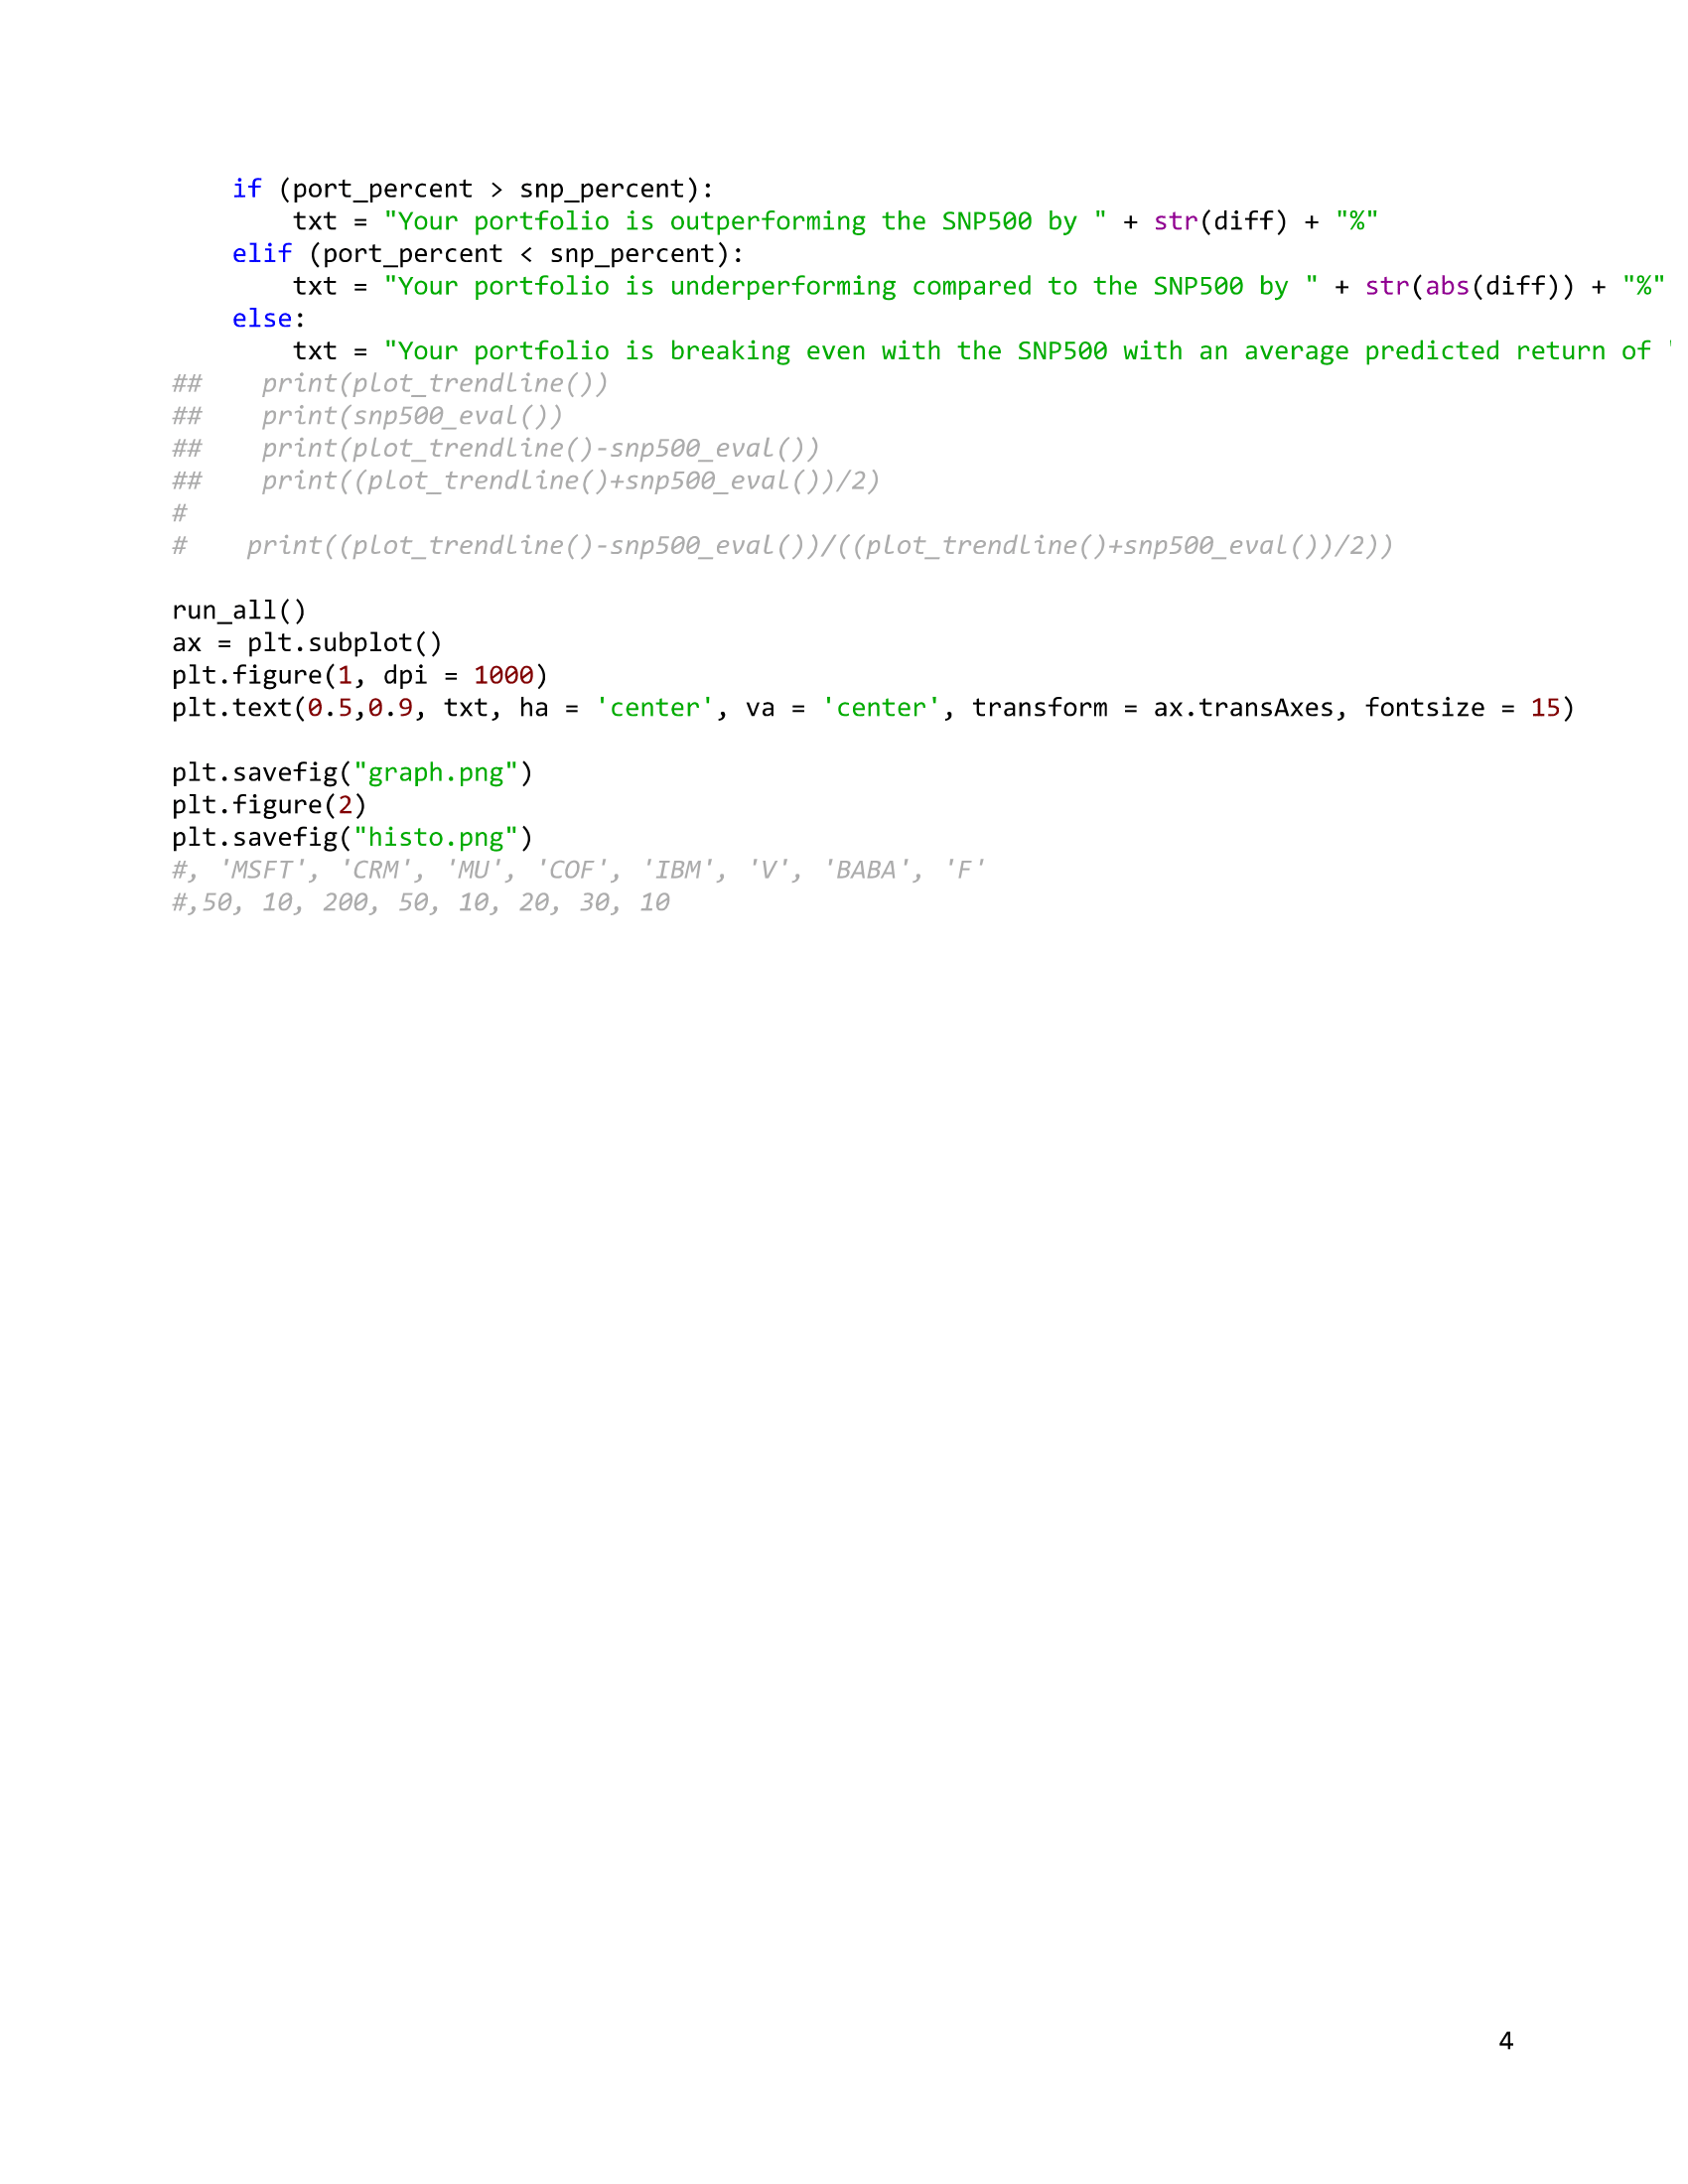 if (port_percent > snp_percent):
txt = "Your portfolio is outperforming the SNP500 by " + str(diff) + "%"
elif (port_percent < snp_percent):
txt = "Your portfolio is underperforming compared to the SNP500 by " + str(abs(diff)) + "%"
else:
txt = "Your portfolio is breaking even with the SNP500 with an average predicted return of "
##    print(plot_trendline())
##    print(snp500_eval())
##    print(plot_trendline()-snp500_eval())
##    print((plot_trendline()+snp500_eval())/2)
#
#    print((plot_trendline()-snp500_eval())/((plot_trendline()+snp500_eval())/2))
run_all()
ax = plt.subplot()
plt.figure(1, dpi = 1000)
plt.text(0.5,0.9, txt, ha = 'center', va = 'center', transform = ax.transAxes, fontsize = 15)
plt.savefig("graph.png")
plt.figure(2)
plt.savefig("histo.png")
#, 'MSFT', 'CRM', 'MU', 'COF', 'IBM', 'V', 'BABA', 'F'
#,50, 10, 200, 50, 10, 20, 30, 10
4